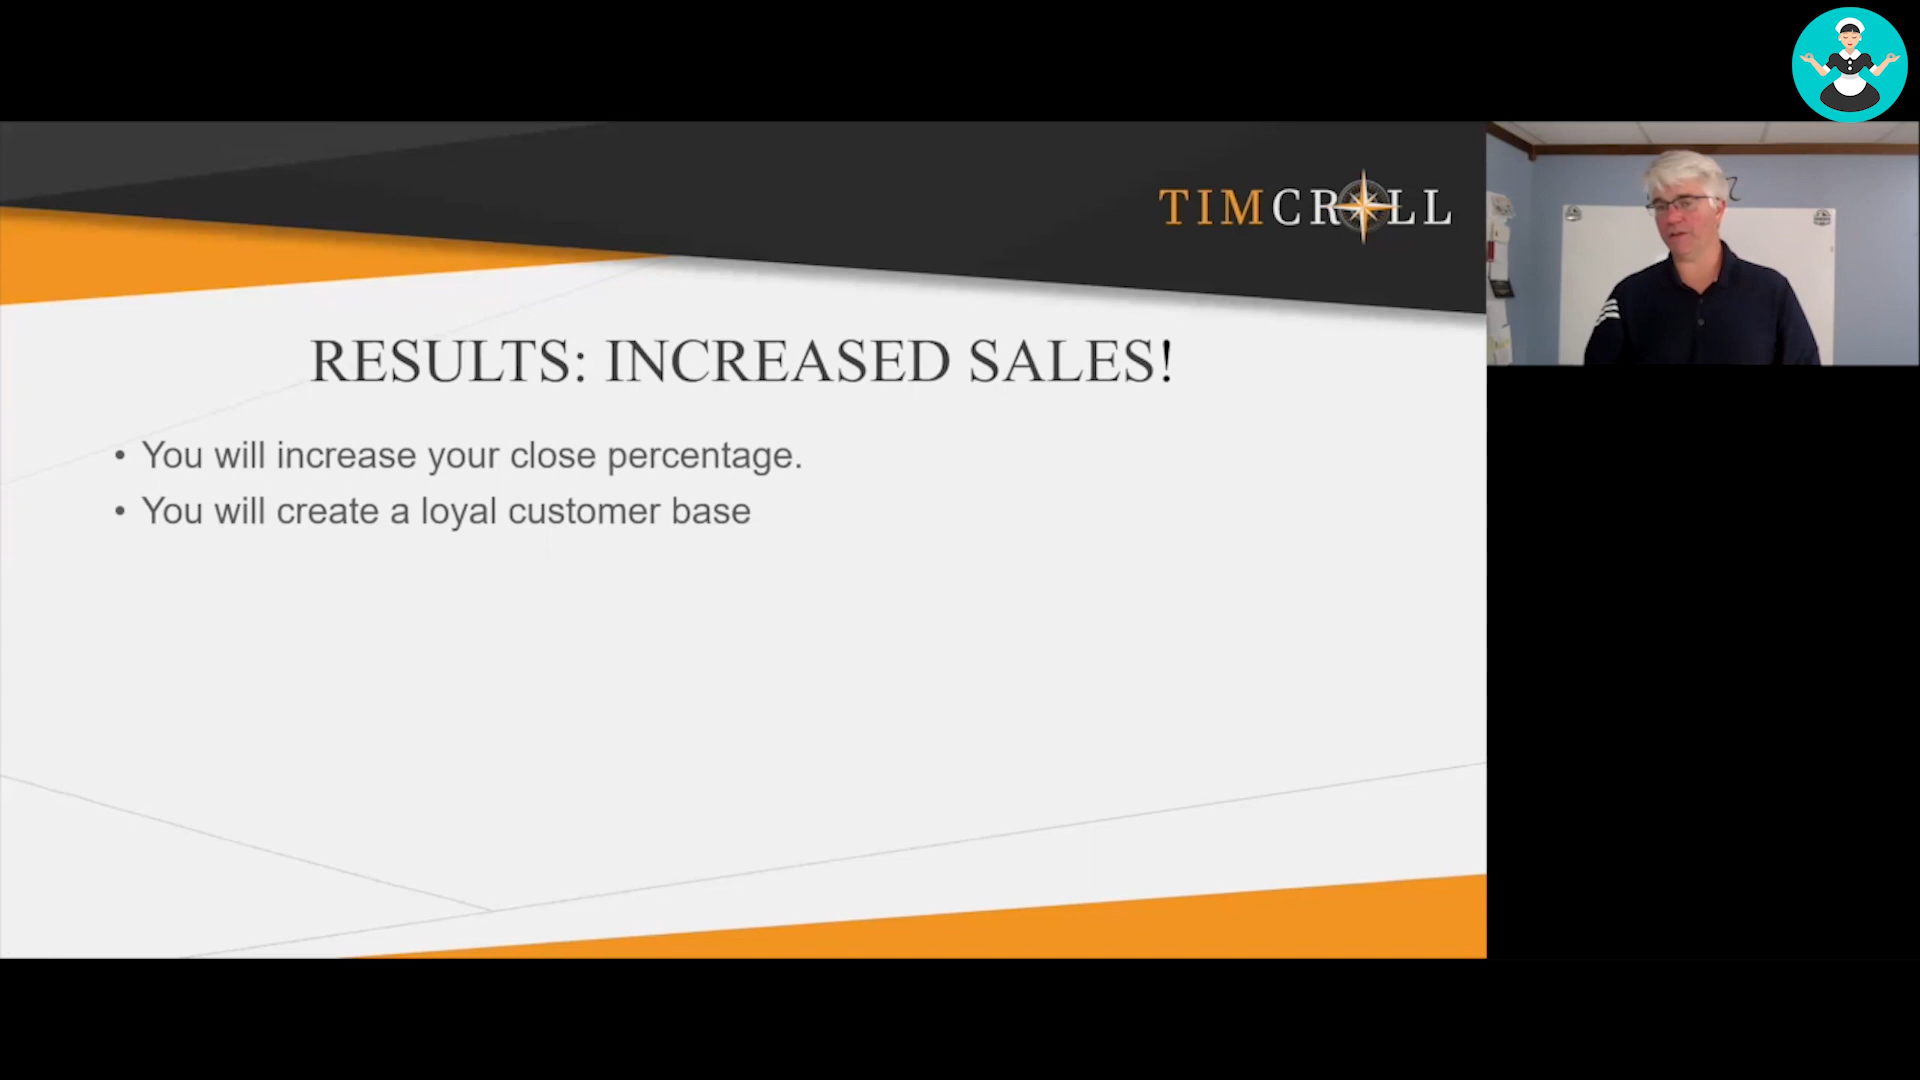 TIMCROLL
RESULTS: INCREASED SALES!
• You will increase your close percentage.
• You will create a loyal customer base